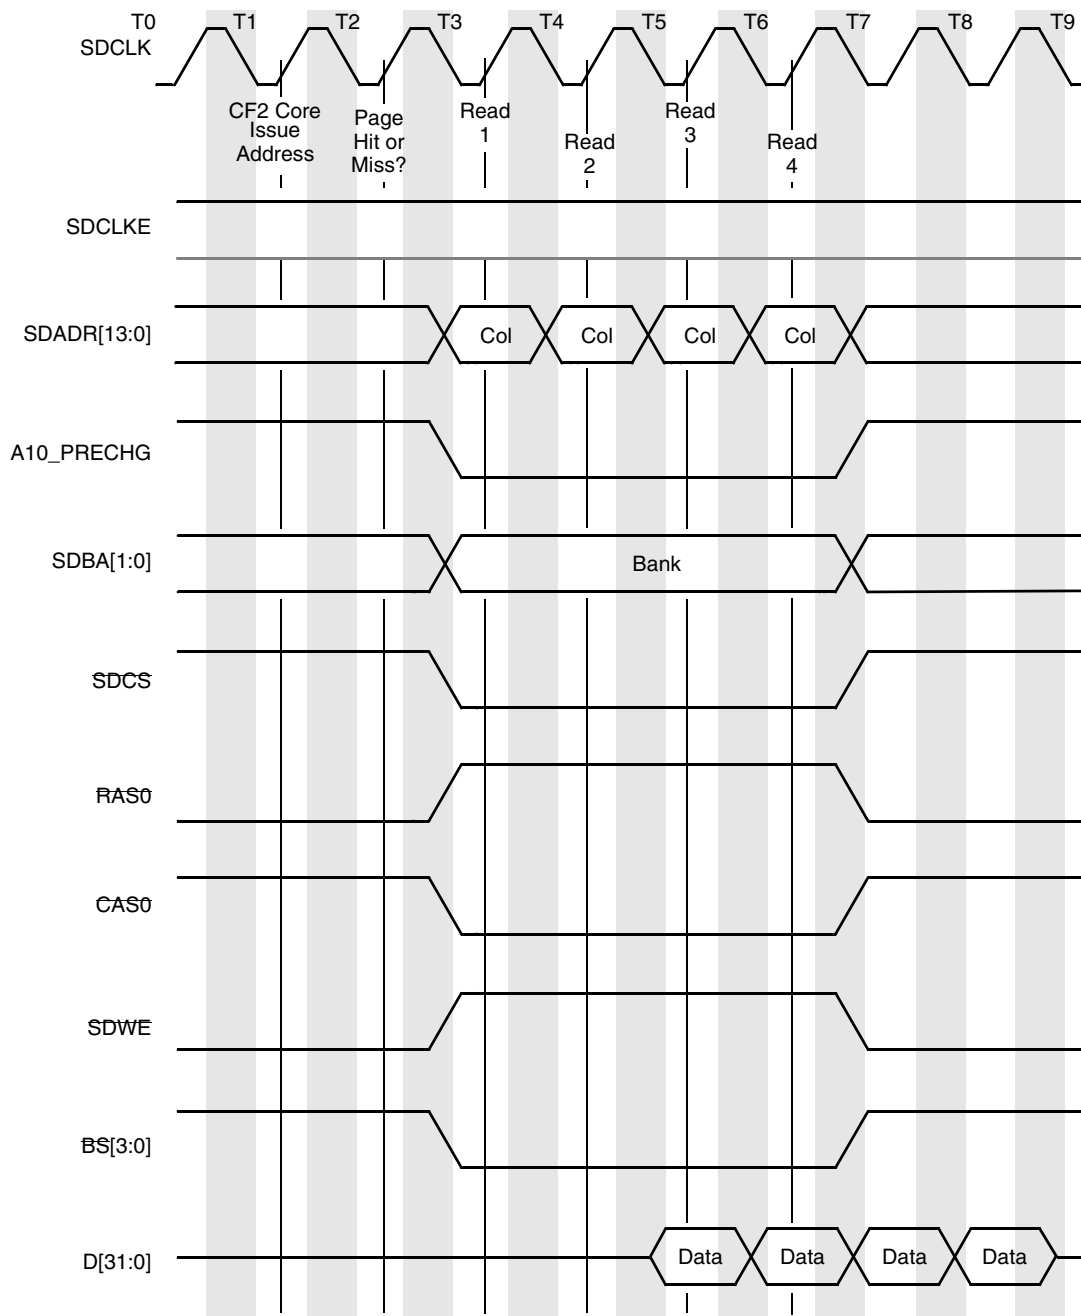 T0 T1 T2 T3 T4 T5 T6 T7 T8 T9
SDCLK
CF2 Core
Issue
Address
Page
Hit or
Miss?
Read
1
Read
2
Read
3
Read
4
SDCLKE
SDADR[13:0]
Col Col Col Col
A10_PRECHG
SDBA[1:0]
Bank
SDCS
RAS0
CAS0
SDWE
BS[3:0]
D[31:0]
Data Data Data Data